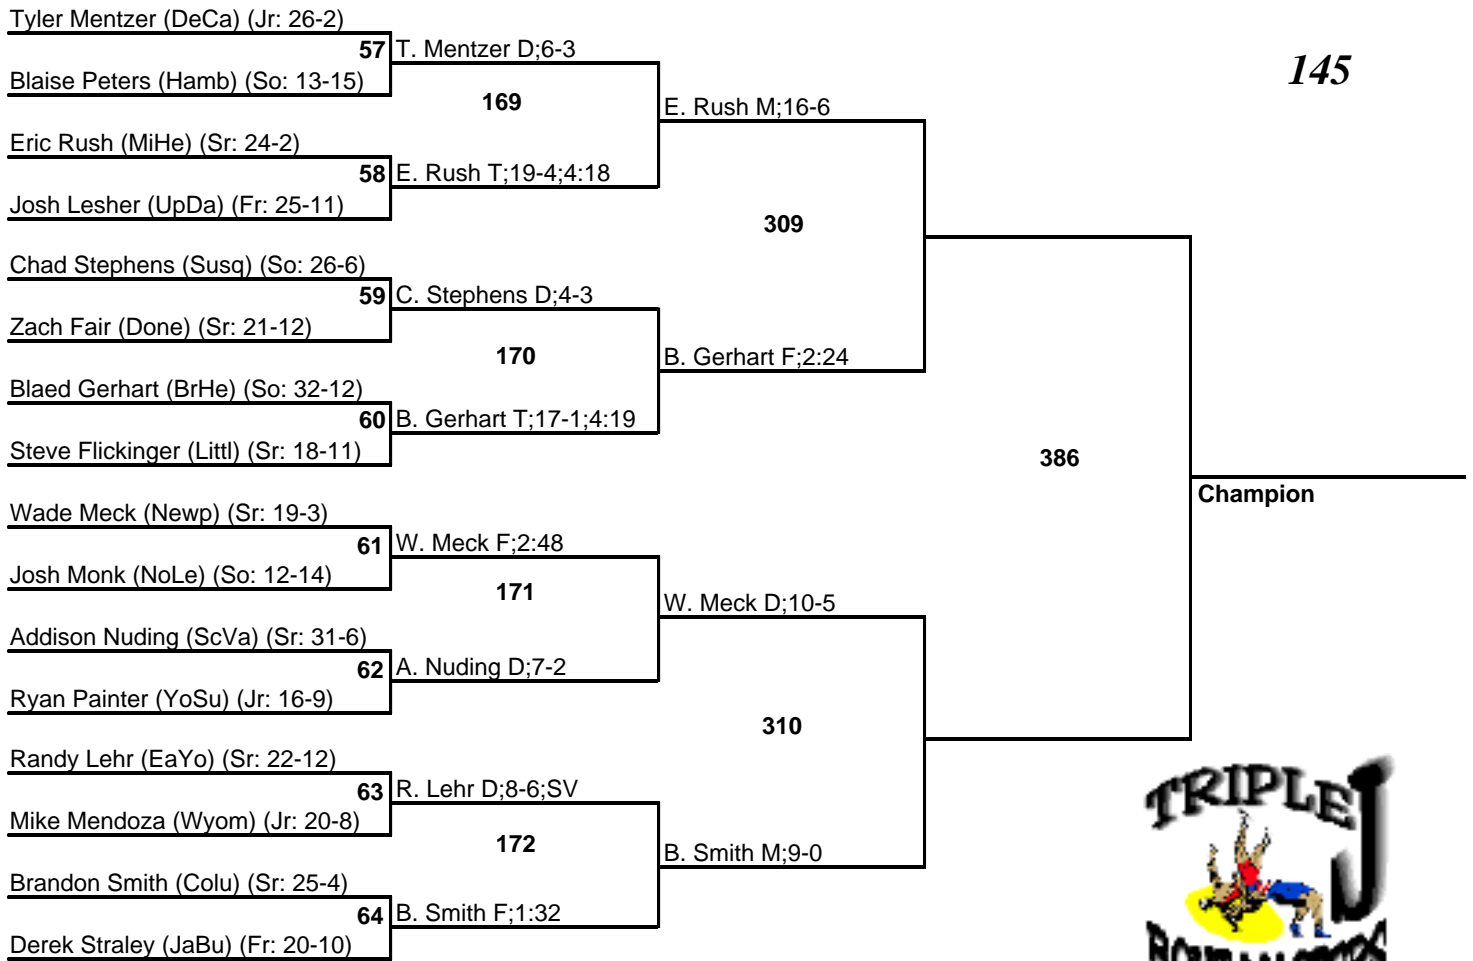 Tyler Mentzer (DeCa) (Jr: 26-2)
57 T. Mentzer D;6-3
Blaise Peters (Hamb) (So: 13-15)
145
169
E. Rush M;16-6
Eric Rush (MiHe) (Sr: 24-2)
58 E. Rush T;19-4;4:18
Josh Lesher (UpDa) (Fr: 25-11)
309
Chad Stephens (Susq) (So: 26-6)
59 C. Stephens D;4-3
Zach Fair (Done) (Sr: 21-12)
170
B. Gerhart F;2:24
Blaed Gerhart (BrHe) (So: 32-12)
60 B. Gerhart T;17-1;4:19
Steve Flickinger (Littl) (Sr: 18-11)
386
Champion
Wade Meck (Newp) (Sr: 19-3)
61 W. Meck F;2:48
Josh Monk (NoLe) (So: 12-14)
171
W. Meck D;10-5
Addison Nuding (ScVa) (Sr: 31-6)
62 A. Nuding D;7-2
Ryan Painter (YoSu) (Jr: 16-9)
310
Randy Lehr (EaYo) (Sr: 22-12)
63 R. Lehr D;8-6;SV
Mike Mendoza (Wyom) (Jr: 20-8)
172
B. Smith M;9-0
Brandon Smith (Colu) (Sr: 25-4)
64 B. Smith F;1:32
Derek Straley (JaBu) (Fr: 20-10)
TRIPLE J